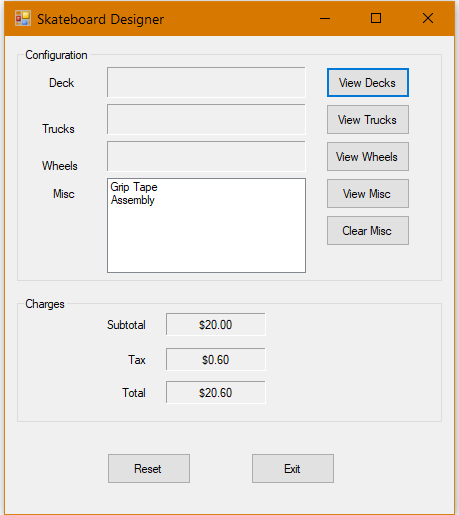 Skateboard Designer
Configuration
Deck
View Decks
Trucks
View Trucks
Wheels
View Wheels
Misc
Grip Tape
Assembly
View Misc
Clear Misc
Charges
Subtotal
$20.00
Tax
$0.60
Total
$20.60
Reset
Exit